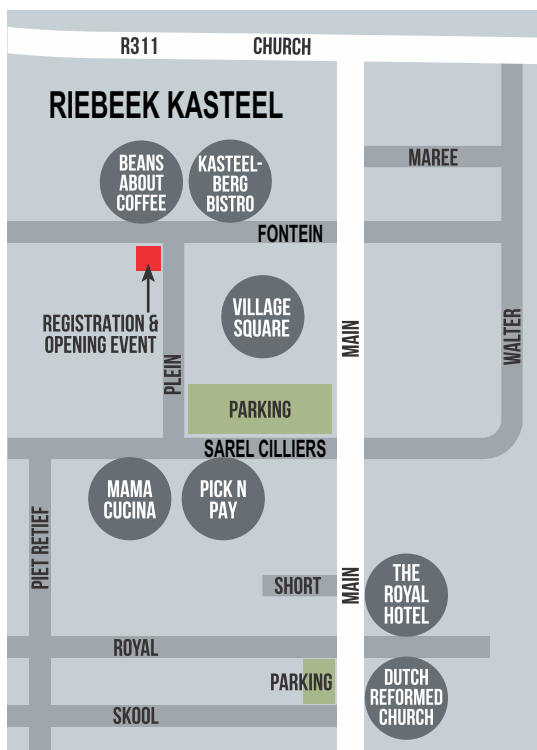 R311 CHURCH
RIEBEEK KASTEEL
BEANS
ABOUT
COFFEE
KASTEEL-
BERG
BISTRO
MAREE
FONTEIN
REGISTRATION &
OPENING EVENT
VILLAGE
SQUARE
PLEIN
MAIN
WALTER
PARKING
SAREL CILLIERS
MAMA
CUCINA
PICK N
PAY
PIET RETIEF
SHORT
MAIN
THE
ROYAL
HOTEL
ROYAL
PARKING
DUTCH
REFORMED
CHURCH
SKOOL